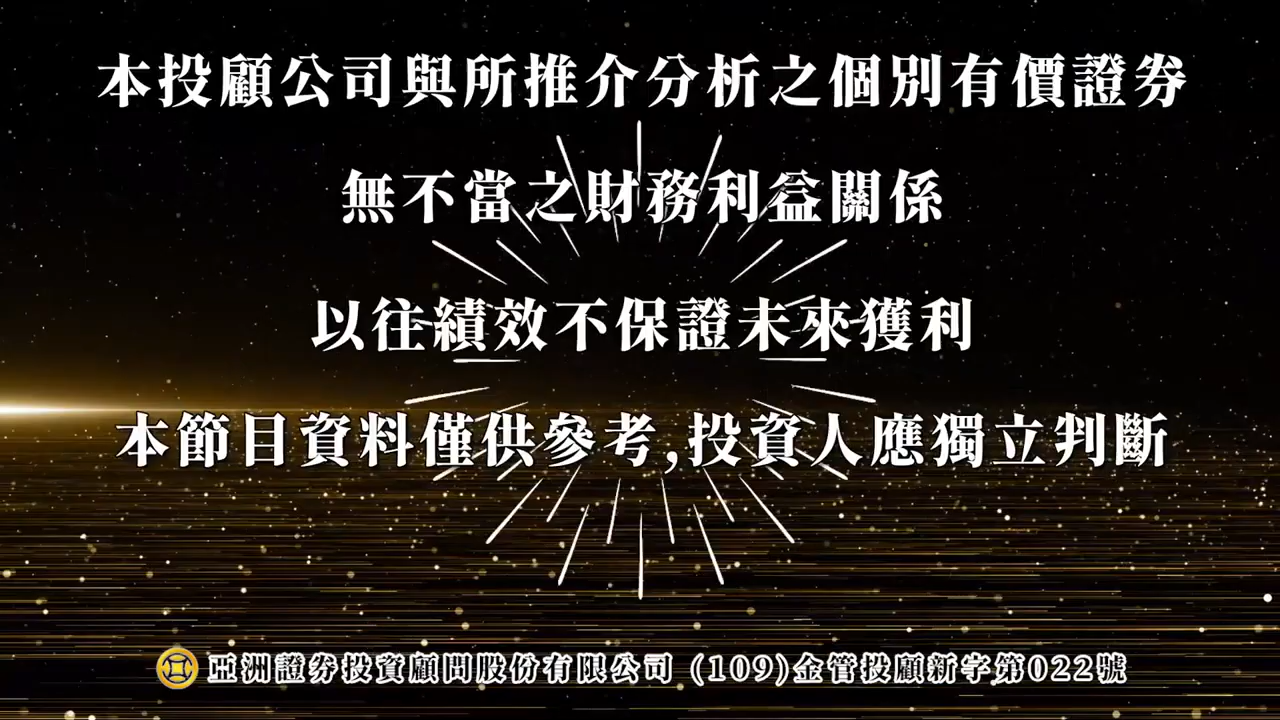 本投顧公司與所推介分析之個別有價證券
無不當之財務利益關係
以往績效不保證未來獲利
本節目資料僅供參考,投資人應獨立判斷
亞洲證券投資顧問股份有限公司 (109)金管投顧新字第022號